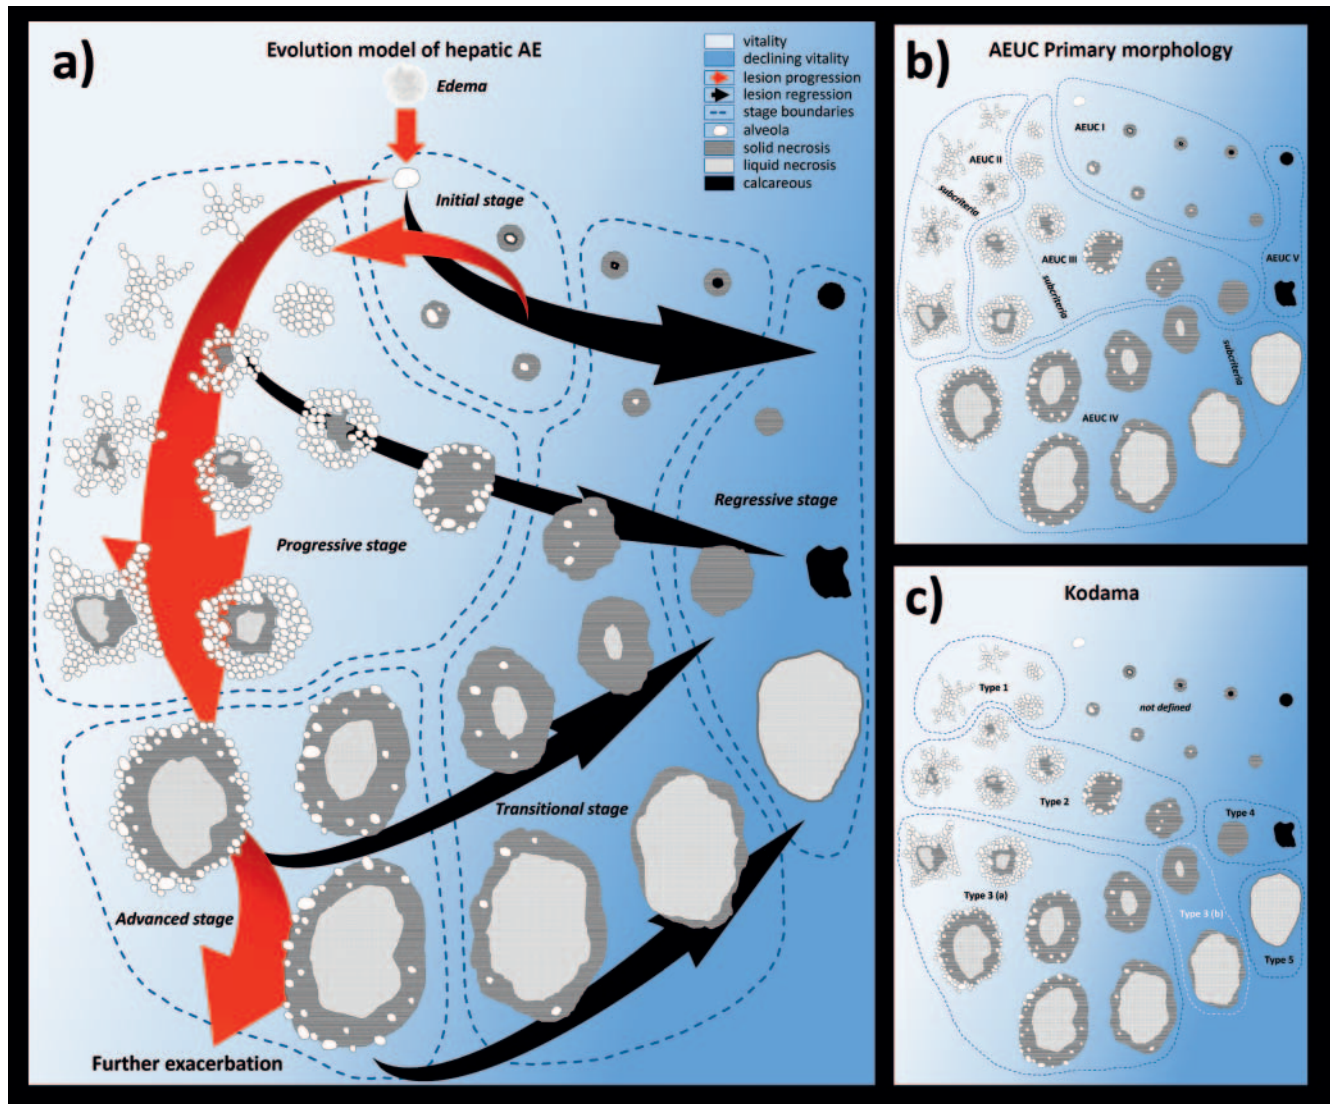 a)
Evolution model of hepatic AE
Edema
vitality
declining vitality
lesion progression
lesion regression
stage boundaries
alveola
solid necrosis
liquid necrosis
calcareous
Initial stage
Progressive stage
Regressive stage
Transitional stage
Advanced stage
Further exacerbation
b)
AEUC Primary morphology
AEUC I
AEUC II
subcriteria
AEUC III
subcriteria
AEUC V
subcriteria
AEUC IV
c)
Kodama
Type 1
not defined
Type 2
Type 4
Type 3 (a)
Type 3 (b)
Type 5